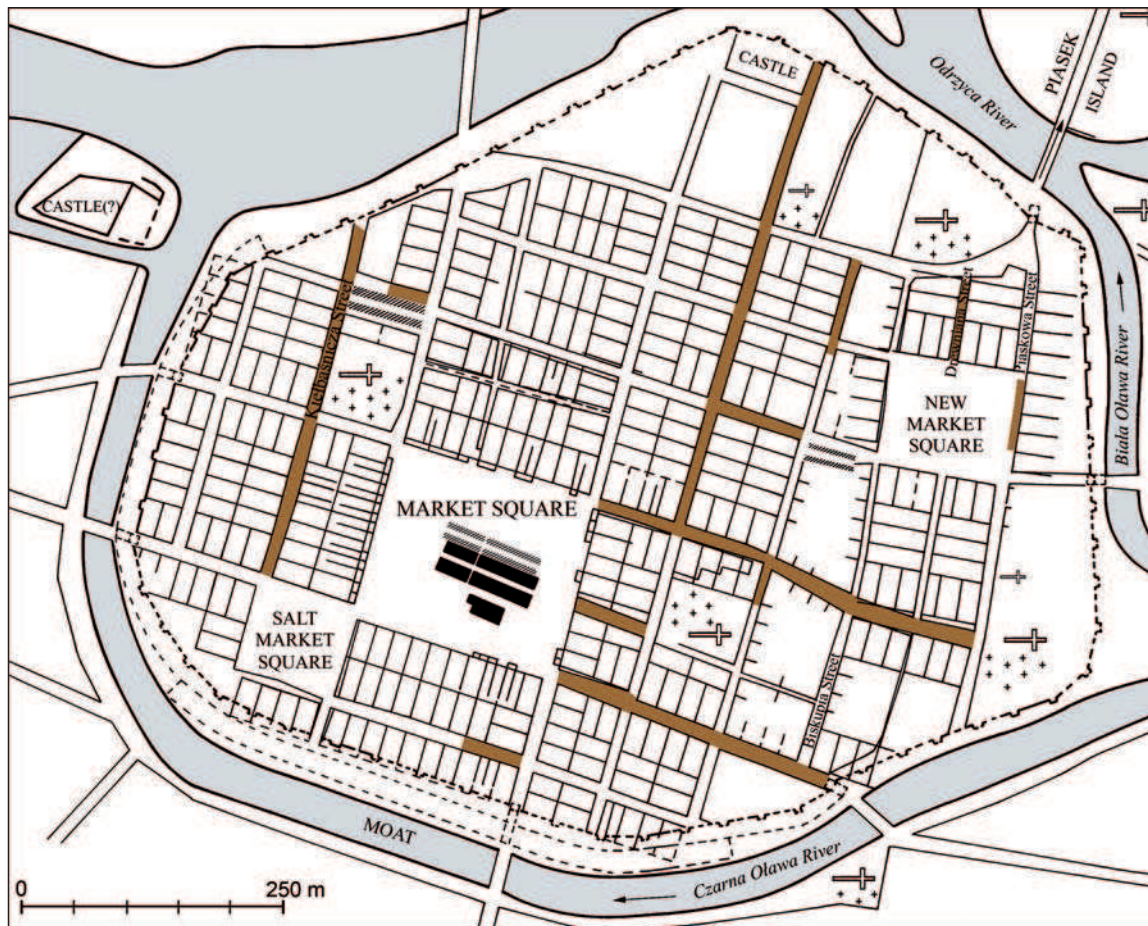 CASTLE
PIASEK
ISLAND
Odrzyca River
CASTLE(?)
Kiełbaśnicza Street
Drewniana Street
Piaskowa Street
NEW
MARKET
SQUARE
Biała Oława River
MARKET SQUARE
SALT
MARKET
SQUARE
Biskupia Street
MOAT
Czarna Oława River
0
250 m